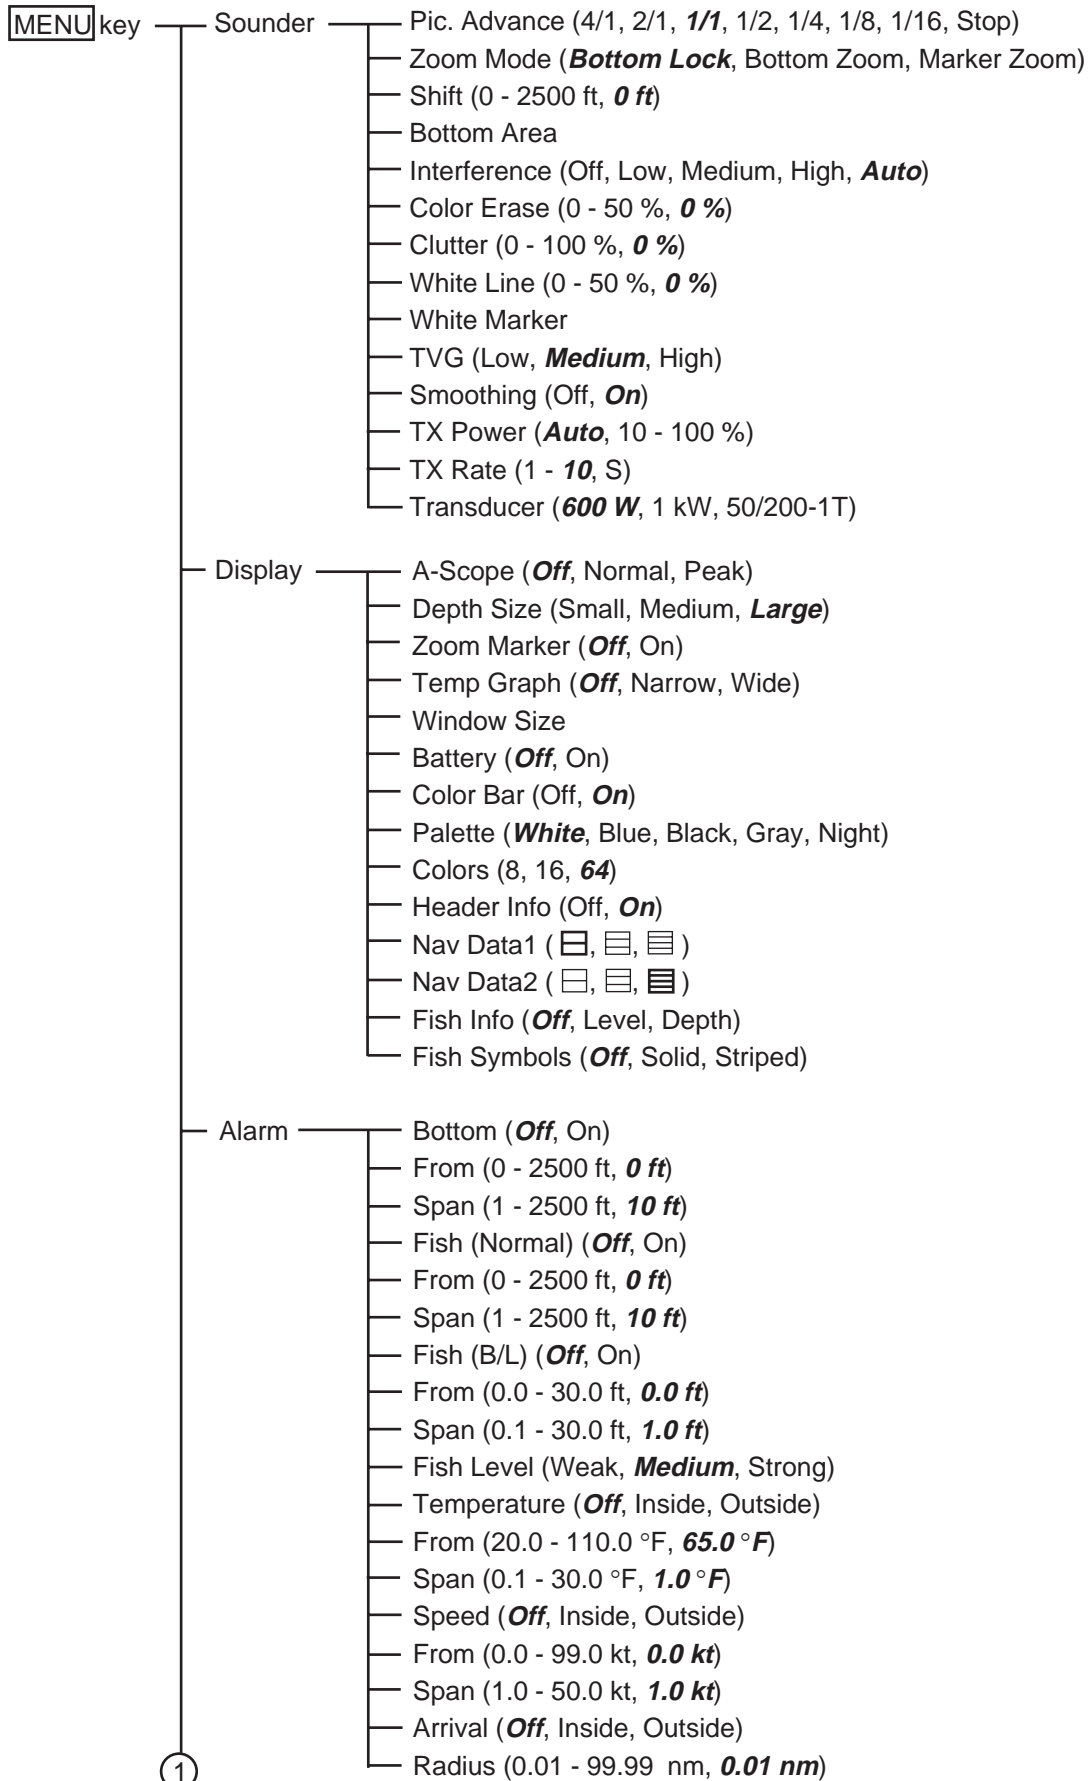 MENU key Sounder Pic. Advance (4/1, 2/1, 1/1, 1/2, 1/4, 1/8, 1/16, Stop)
Zoom Mode (Bottom Lock, Bottom Zoom, Marker Zoom)
Shift (0 - 2500 ft, 0 ft)
Bottom Area
Interference (Off, Low, Medium, High, Auto)
Color Erase (0 - 50 %, 0 %)
Clutter (0 - 100 %, 0 %)
White Line (0 - 50 %, 0 %)
White Marker
TVG (Low, Medium, High)
Smoothing (Off, On)
TX Power (Auto, 10 - 100 %)
TX Rate (1 - 10, S)
Transducer (600 W, 1 kW, 50/200-1T)
Display A-Scope (Off, Normal, Peak)
Depth Size (Small, Medium, Large)
Zoom Marker (Off, On)
Temp Graph (Off, Narrow, Wide)
Window Size
Battery (Off, On)
Color Bar (Off, On)
Palette (White, Blue, Black, Gray, Night)
Colors (8, 16, 64)
Header Info (Off, On)
Nav Data1 ( , , )
Nav Data2 ( , , )
Fish Info (Off, Level, Depth)
Fish Symbols (Off, Solid, Striped)
Alarm Bottom (Off, On)
From (0 - 2500 ft, 0 ft)
Span (1 - 2500 ft, 10 ft)
Fish (Normal) (Off, On)
From (0 - 2500 ft, 0 ft)
Span (1 - 2500 ft, 10 ft)
Fish (B/L) (Off, On)
From (0.0 - 30.0 ft, 0.0 ft)
Span (0.1 - 30.0 ft, 1.0 ft)
Fish Level (Weak, Medium, Strong)
Temperature (Off, Inside, Outside)
From (20.0 - 110.0 °F, 65.0 °F)
Span (0.1 - 30.0 °F, 1.0 °F)
Speed (Off, Inside, Outside)
From (0.0 - 99.0 kt, 0.0 kt)
Span (1.0 - 50.0 kt, 1.0 kt)
Arrival (Off, Inside, Outside)
1 Radius (0.01 - 99.99 nm, 0.01 nm)